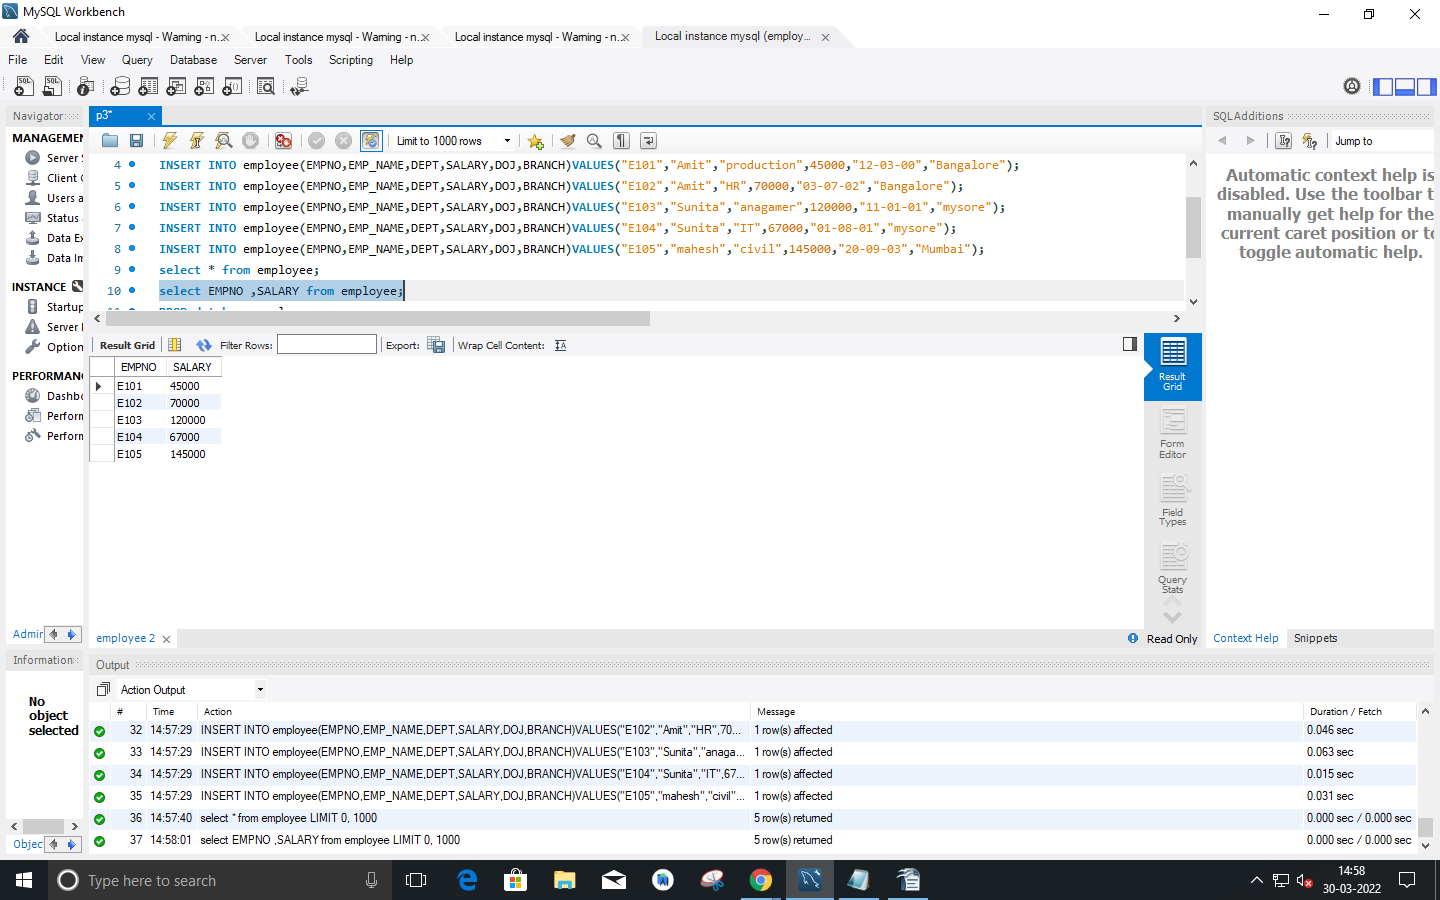 MySQL Workbench
Local instance mysql - Warning - n...
Local instance mysql - Warning - n...
Local instance mysql - Warning - n...
Local instance mysql (employ...
File Edit View Query Database Server Tools Scripting Help
Navigator
MANAGEMEN
Server S
Client C
Users a
Status
Data Ex
Data Im
INSTANCE
Startup
Server
Option
PERFORMANC
Dashbo
Perform
Perform
Admir
Information
No
object
selected
Objec
p3*
Limit to 1000 rows
4 INSERT INTO employee(EMPNO,EMP_NAME,DEPT,SALARY,DOJ,BRANCH)VALUES("E101","Amit","production",45000,"12-03-00","Bangalore");
5 INSERT INTO employee(EMPNO,EMP_NAME,DEPT,SALARY,DOJ,BRANCH)VALUES("E102","Amit","HR",70000,"03-07-02","Bangalore");
6 INSERT INTO employee(EMPNO,EMP_NAME,DEPT,SALARY,DOJ,BRANCH)VALUES("E103","Sunita","anagamer",120000,"11-01-01","mysore");
7 INSERT INTO employee(EMPNO,EMP_NAME,DEPT,SALARY,DOJ,BRANCH)VALUES("E104","Sunita","IT",67000,"01-08-01","mysore");
8 INSERT INTO employee(EMPNO,EMP_NAME,DEPT,SALARY,DOJ,BRANCH)VALUES("E105","mahesh","civil",145000,"20-09-03","Mumbai");
9 select * from employee;
10 select EMPNO ,SALARY from employee;
Result Grid Filter Rows: Export: Wrap Cell Content:
EMPNO SALARY
E101 45000
E102 70000
E103 120000
E104 67000
E105 145000
Result
Grid
Form
Editor
Field
Types
Query
Stats
employee 2
Read Only
SQLAdditions
Jump to
Automatic context help is
disabled. Use the toolbar t
manually get help for the
current caret position or to
toggle automatic help.
Context Help Snippets
Output
Action Output
# Time Action Message Duration / Fetch
32 14:57:29 INSERT INTO employee(EMPNO,EMP_NAME,DEPT,SALARY,DOJ,BRANCH)VALUES("E102","Amit","HR",70... 1 row(s) affected 0.046 sec
33 14:57:29 INSERT INTO employee(EMPNO,EMP_NAME,DEPT,SALARY,DOJ,BRANCH)VALUES("E103","Sunita","anaga... 1 row(s) affected 0.063 sec
34 14:57:29 INSERT INTO employee(EMPNO,EMP_NAME,DEPT,SALARY,DOJ,BRANCH)VALUES("E104","Sunita","IT",67... 1 row(s) affected 0.015 sec
35 14:57:29 INSERT INTO employee(EMPNO,EMP_NAME,DEPT,SALARY,DOJ,BRANCH)VALUES("E105","mahesh","civil"... 1 row(s) affected 0.031 sec
36 14:57:40 select * from employee LIMIT 0, 1000 5 row(s) returned 0.000 sec / 0.000 sec
37 14:58:01 select EMPNO ,SALARY from employee LIMIT 0, 1000 5 row(s) returned 0.000 sec / 0.000 sec
Type here to search
14:58
30-03-2022